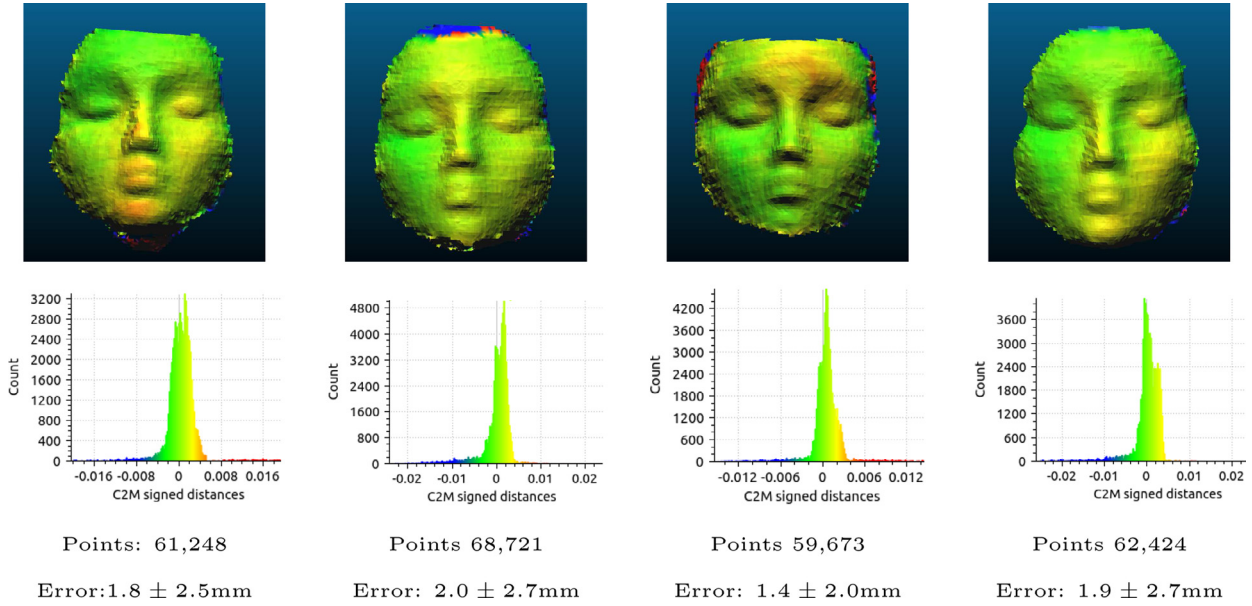 3200
2800
2400
2000
1600
1200
800
400
0
Count
-0.016 -0.008 0 0.008 0.016
C2M signed distances
4800
4000
3200
2400
1600
800
0
Count
-0.02 -0.01 0 0.01 0.02
C2M signed distances
4200
3600
3000
2400
1800
1200
600
0
Count
-0.012 -0.006 0 0.006 0.012
C2M signed distances
3600
3000
2400
1800
1200
600
0
Count
-0.02 -0.01 0 0.01 0.02
C2M signed distances
Points: 61,248 Points 68,721 Points 59,673 Points 62,424
Error:1.8 ± 2.5mm Error: 2.0 ± 2.7mm Error: 1.4 ± 2.0mm Error: 1.9 ± 2.7mm